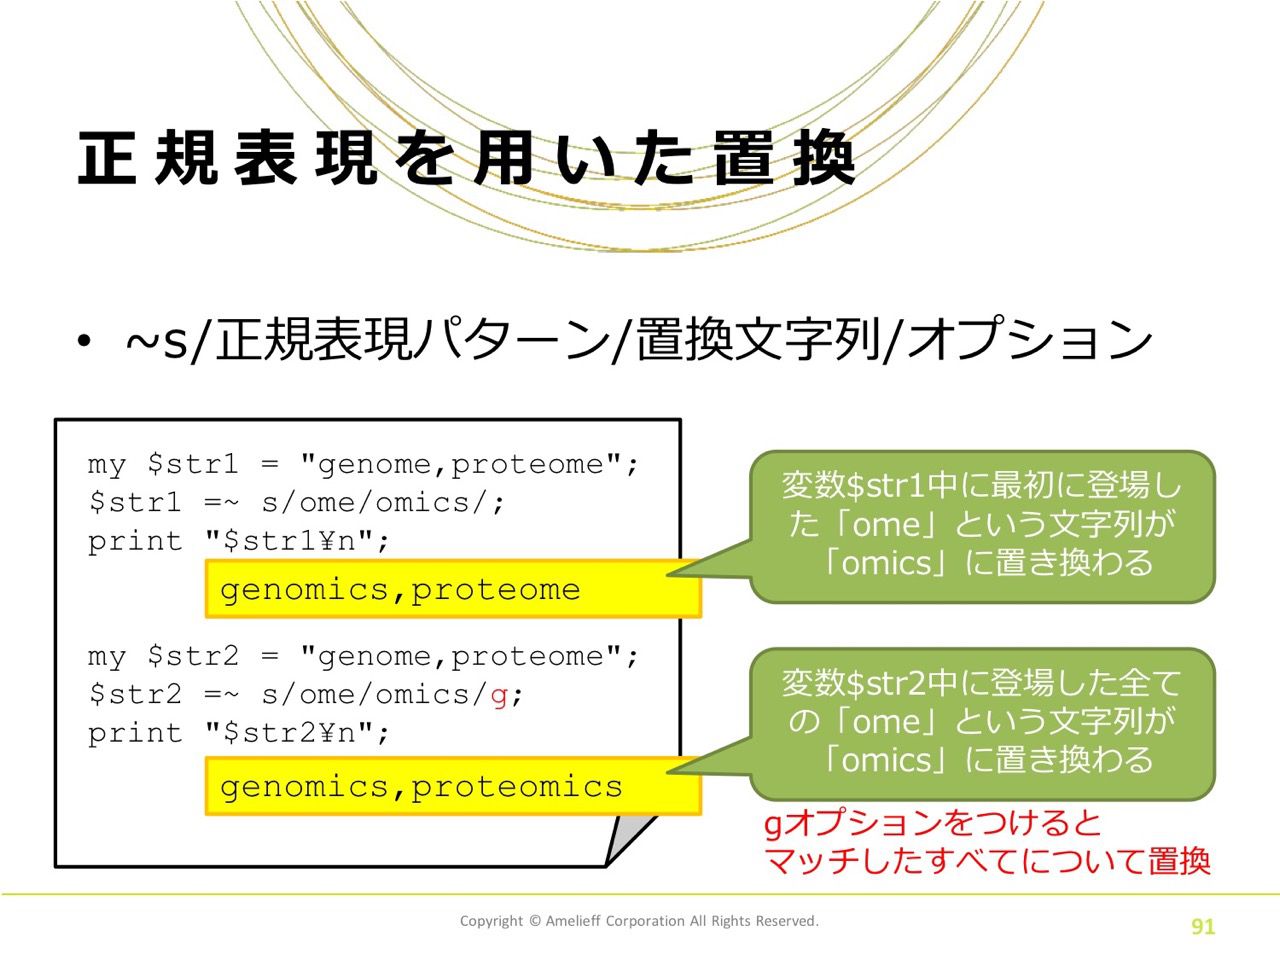 正規表現を用いた置換
• ~s/正規表現パターン/置換文字列/オプション
my $str1 = "genome,proteome";
$str1 =~ s/ome/omics/;
print "$str1¥n";
genomics,proteome
変数$str1中に最初に登場し
た「ome」という文字列が
「omics」に置き換わる
my $str2 = "genome,proteome";
$str2 =~ s/ome/omics/g;
print "$str2¥n";
genomics,proteomics
変数$str2中に登場した全て
の「ome」という文字列が
「omics」に置き換わる
gオプションをつけると
マッチしたすべてについて置換
Copyright © Amelieff Corporation All Rights Reserved.
91